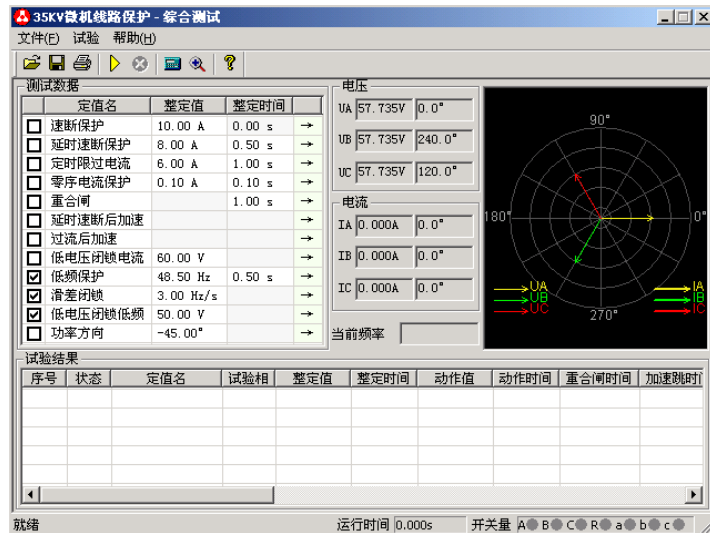 35KV微机线路保护 - 综合测试
文件(F) 试验 帮助(H)
测试数据
定值名 整定值 整定时间
速断保护 10.00 A 0.00 s →
延时速断保护 8.00 A 0.50 s →
定时限过电流 6.00 A 1.00 s →
零序电流保护 0.10 A 0.10 s →
重合闸 1.00 s →
延时速断后加速 →
过流后加速 →
低电压闭锁电流 60.00 V →
低频保护 48.50 Hz 0.50 s →
滑差闭锁 3.00 Hz/s →
低电压闭锁低频 50.00 V →
功率方向 -45.00° →
电压
UA 57.735V 0.0°
UB 57.735V 240.0°
UC 57.735V 120.0°
电流
IA 0.000A 0.0°
IB 0.000A 0.0°
IC 0.000A 0.0°
当前频率
90°
180° 0°
270°
UA IA
UB IB
UC IC
试验结果
序号 状态 定值名 试验相 整定值 整定时间 动作值 动作时间 重合闸时间 加速跳时
就绪 运行时间 0.000s 开关量 A B C R a b c